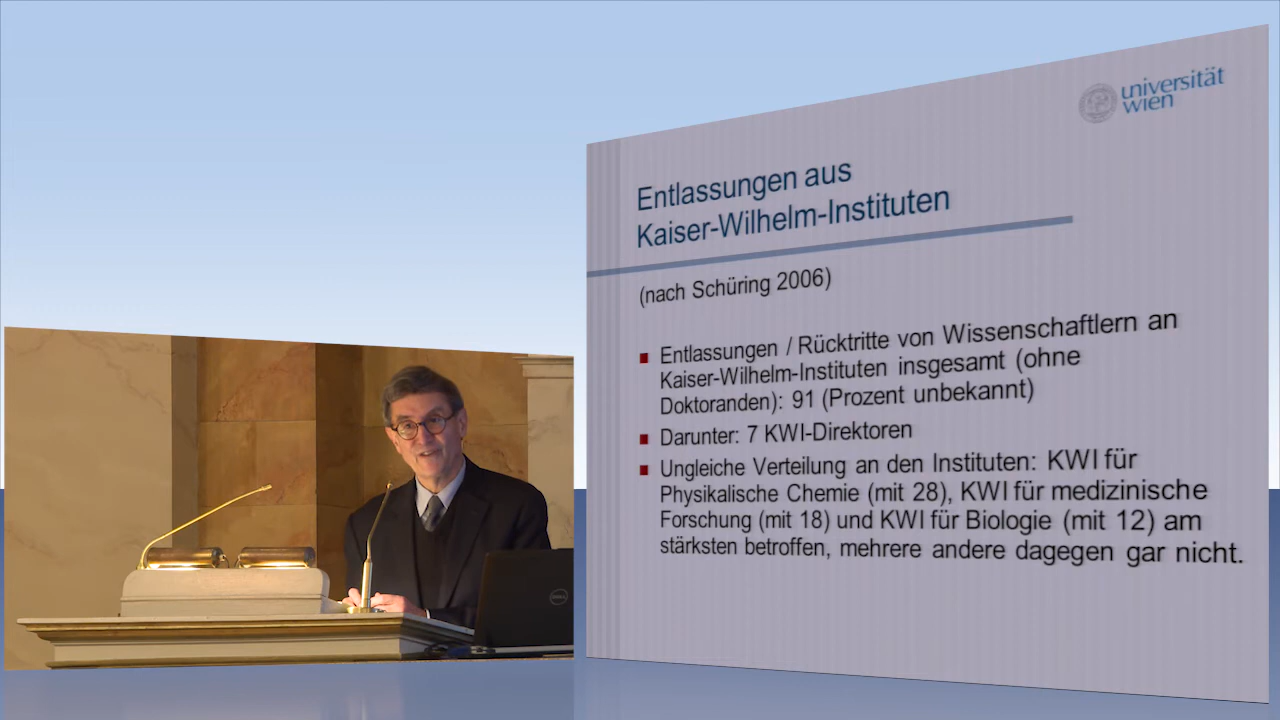 universität
wien
Entlassungen aus
Kaiser-Wilhelm-Instituten
(nach Schüring 2006)
Entlassungen / Rücktritte von Wissenschaftlern an
Kaiser-Wilhelm-Instituten insgesamt (ohne
Doktoranden): 91 (Prozent unbekannt)
Darunter: 7 KWI-Direktoren
Ungleiche Verteilung an den Instituten: KWI für
Physikalische Chemie (mit 28), KWI für medizinische
Forschung (mit 18) und KWI für Biologie (mit 12) am
stärksten betroffen, mehrere andere dagegen gar nicht.
DELL